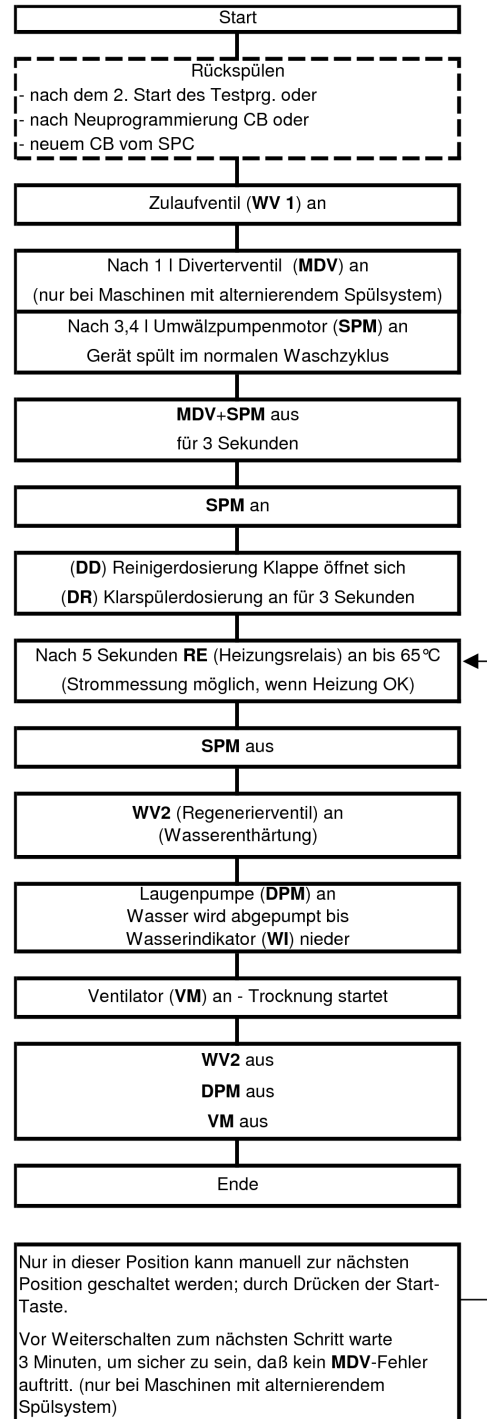 Start
Rückspülen
- nach dem 2. Start des Testprg. oder
- nach Neuprogrammierung CB oder
- neuem CB vom SPC
Zulaufventil (WV 1) an
Nach 1 l Diverterventil (MDV) an
(nur bei Maschinen mit alternierendem Spülsystem)
Nach 3,4 l Umwälzpumpenmotor (SPM) an
Gerät spült im normalen Waschzyklus
MDV+SPM aus
für 3 Sekunden
SPM an
(DD) Reinigerdosierung Klappe öffnet sich
(DR) Klarspülerdosierung an für 3 Sekunden
Nach 5 Sekunden RE (Heizungsrelais) an bis 65°C
(Strommessung möglich, wenn Heizung OK)
SPM aus
WV2 (Regenerierventil) an
(Wasserenthärtung)
Laugenpumpe (DPM) an
Wasser wird abgepumpt bis
Wasserindikator (WI) nieder
Ventilator (VM) an - Trocknung startet
WV2 aus
DPM aus
VM aus
Ende
Nur in dieser Position kann manuell zur nächsten
Position geschaltet werden; durch Drücken der Start-
Taste.
Vor Weiterschalten zum nächsten Schritt warte
3 Minuten, um sicher zu sein, daß kein MDV-Fehler
auftritt. (nur bei Maschinen mit alternierendem
Spülsystem)